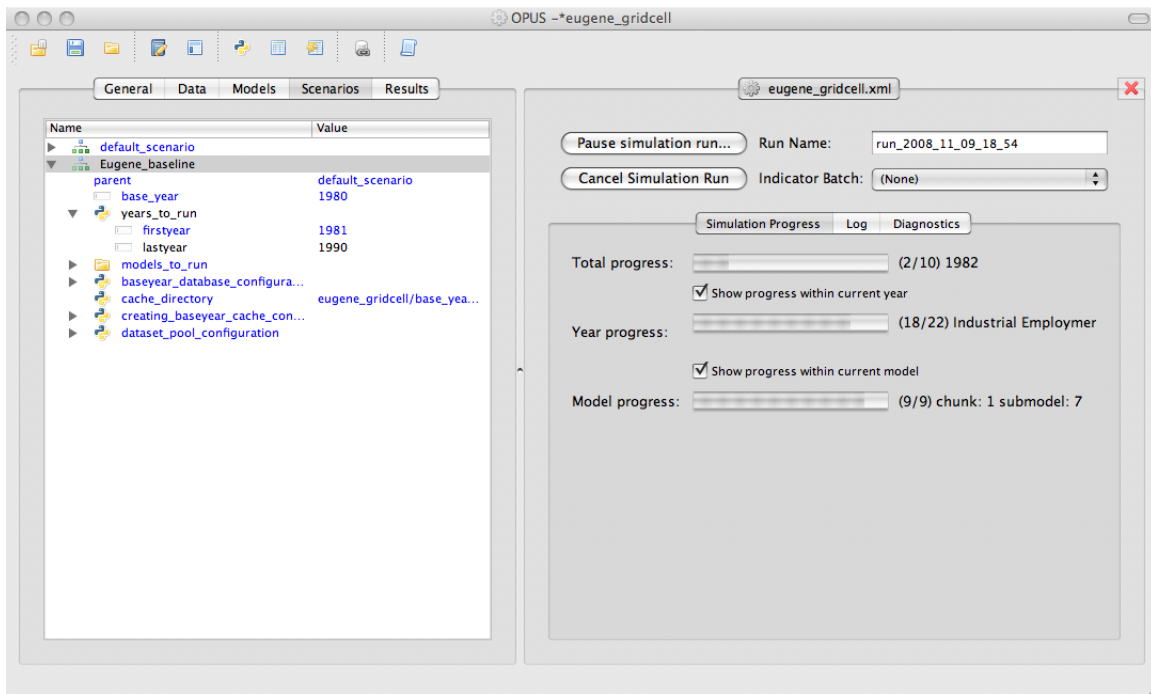 OPUS –*eugene_gridcell
General Data Models Scenarios Results
Name Value
default_scenario
Eugene_baseline
parent default_scenario
base_year 1980
years_to_run
firstyear 1981
lastyear 1990
models_to_run
baseyear_database_configura...
cache_directory eugene_gridcell/base_yea...
creating_baseyear_cache_con...
dataset_pool_configuration
eugene_gridcell.xml
Pause simulation run... Run Name: run_2008_11_09_18_54
Cancel Simulation Run Indicator Batch: (None)
Simulation Progress Log Diagnostics
Total progress: (2/10) 1982
Show progress within current year
Year progress: (18/22) Industrial Employmer
Show progress within current model
Model progress: (9/9) chunk: 1 submodel: 7